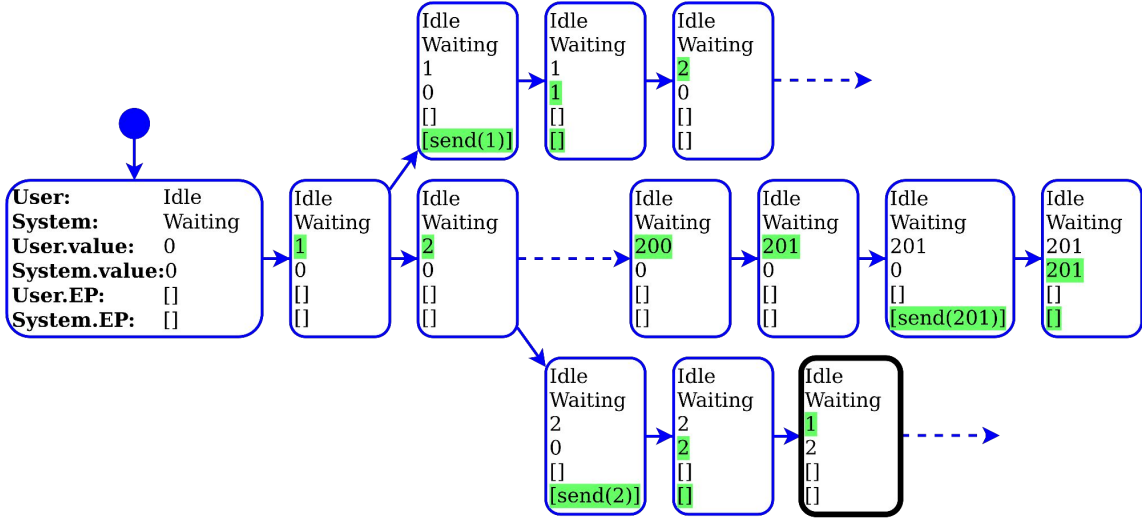 Idle
Waiting
1
0
[]
[send(1)]
Idle
Waiting
1
1
[]
[]
Idle
Waiting
2
0
[]
[]
User: Idle
System: Waiting
User.value: 0
System.value:0
User.EP: []
System.EP: []
Idle
Waiting
1
0
[]
[]
Idle
Waiting
2
0
[]
[]
Idle
Waiting
200
0
[]
[]
Idle
Waiting
201
0
[]
[]
Idle
Waiting
201
0
[]
[send(201)]
Idle
Waiting
201
201
[]
[]
Idle
Waiting
2
0
[]
[send(2)]
Idle
Waiting
2
2
[]
[]
Idle
Waiting
1
2
[]
[]